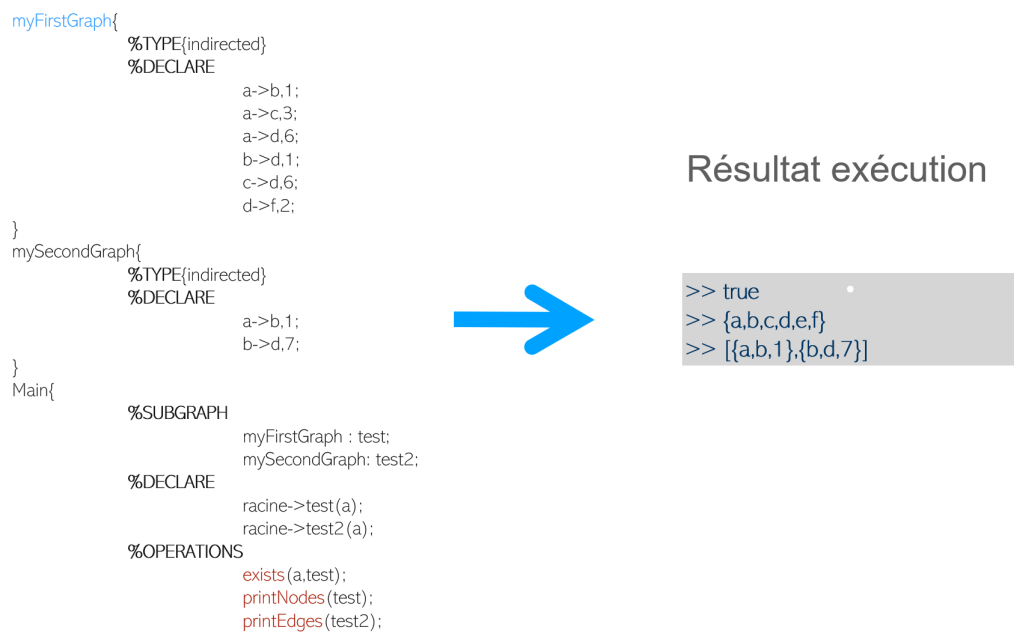 myFirstGraph{
%TYPE{indirected}
%DECLARE
a->b,1;
a->c,3;
a->d,6;
b->d,1;
c->d,6;
d->f,2;
}
mySecondGraph{
%TYPE{indirected}
%DECLARE
a->b,1;
b->d,7;
}
Main{
%SUBGRAPH
myFirstGraph : test;
mySecondGraph: test2;
%DECLARE
racine->test(a);
racine->test2(a);
%OPERATIONS
exists(a,test);
printNodes(test);
printEdges(test2);
Résultat exécution
>> true
>> {a,b,c,d,e,f}
>> [{a,b,1},{b,d,7}]